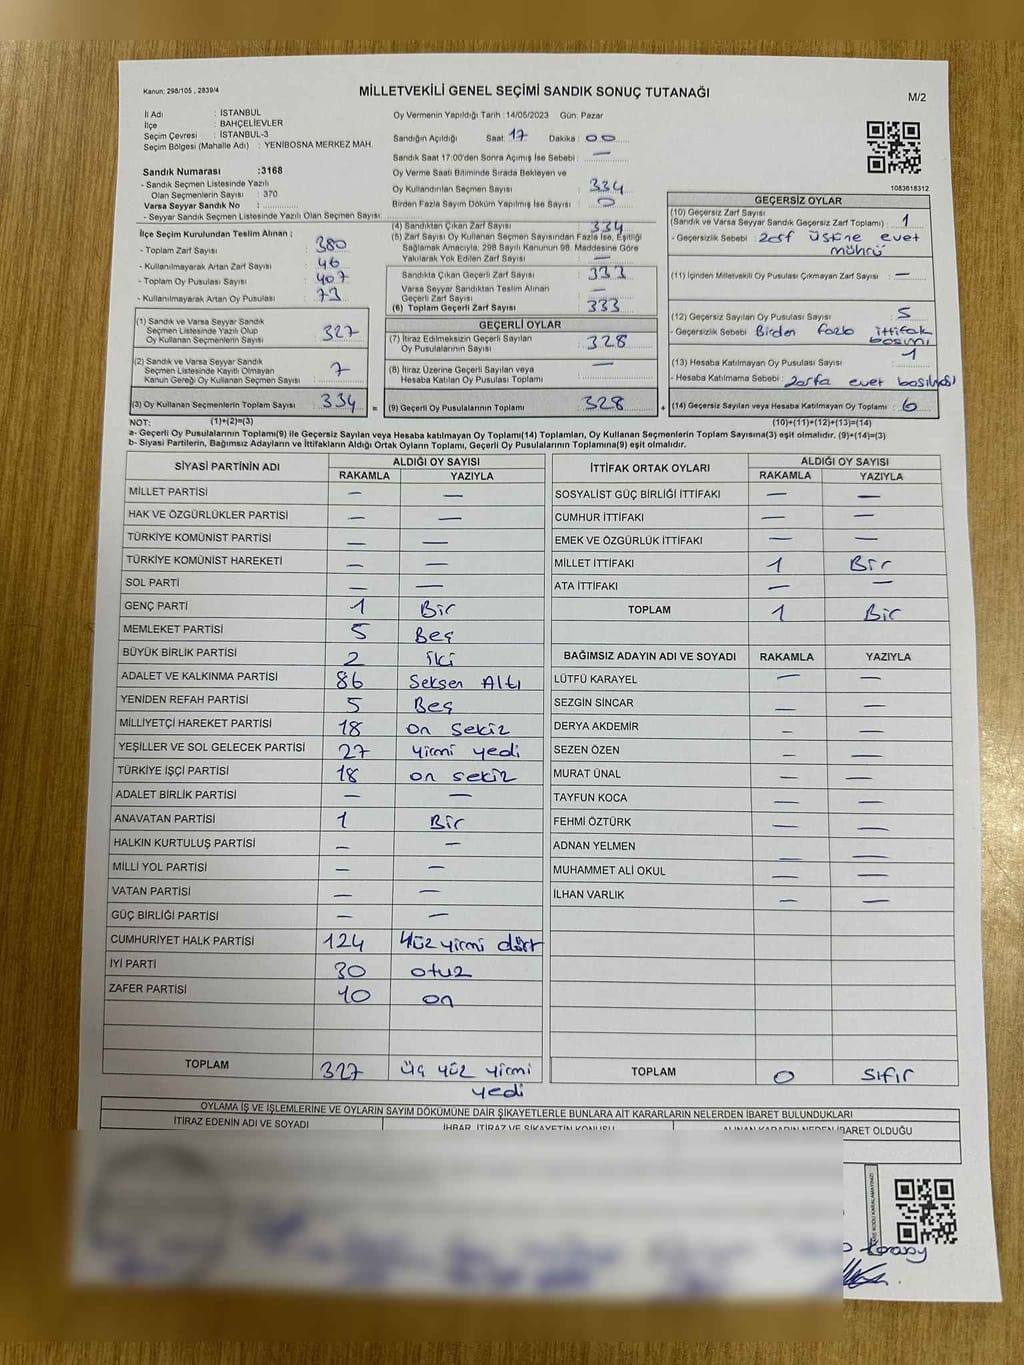 Kanun: 298/105 , 2839/4
MİLLETVEKİLİ GENEL SEÇİMİ SANDIK SONUÇ TUTANAĞI
M/2
İl Adı : İSTANBUL
İlçe : BAHÇELİEVLER
Seçim Çevresi : İSTANBUL-3
Seçim Bölgesi (Mahalle Adı) : YENİBOSNA MERKEZ MAH.
Sandık Numarası :3168
- Sandık Seçmen Listesinde Yazılı
Olan Seçmenlerin Sayısı : 370
Varsa Seyyar Sandık No :
- Seyyar Sandık Seçmen Listesinde Yazılı Olan Seçmen Sayısı:
Oy Vermenin Yapıldığı Tarih : 14/05/2023 Gün: Pazar
Sandığın Açıldığı Saat: 17 Dakika : 00
Sandık Saat 17:00'den Sonra Açımış İse Sebebi : —
Oy Verme Saati Bitiminde Sırada Bekleyen ve
Oy Kullandırılan Seçmen Sayısı : 334
Birden Fazla Sayım Döküm Yapılmış İse Sayısı : 0
1083618312
İlçe Seçim Kurulundan Teslim Alınan ;
- Toplam Zarf Sayısı : 380
- Kullanılmayarak Artan Zarf Sayısı : 46
- Toplam Oy Pusulası Sayısı : 407
- Kullanılmayarak Artan Oy Pusulası : 73
(1) Sandık ve Varsa Seyyar Sandık
Seçmen Listesinde Yazılı Olup
Oy Kullanan Seçmenlerin Sayısı : 327
(2) Sandık ve Varsa Seyyar Sandık
Seçmen Listesinde Kayıtlı Olmayan
Kanun Gereği Oy Kullanan Seçmen Sayısı : 7
(3) Oy Kullanan Seçmenlerin Toplam Sayısı : 334 =
(4) Sandıktan Çıkan Zarf Sayısı : 334
(5) Zarf Sayısı Oy Kullanan Seçmen Sayısından Fazla İse, Eşitliği
Sağlamak Amacıyla, 298 Sayılı Kanunun 98. Maddesine Göre
Yakılarak Yok Edilen Zarf Sayısı : —
Sandıkta Çıkan Geçerli Zarf Sayısı : 333
Varsa Seyyar Sandıktan Teslim Alınan
Geçerli Zarf Sayısı : —
(6) Toplam Geçerli Zarf Sayısı : 333
GEÇERLİ OYLAR
(7) İtiraz Edilmeksizin Geçerli Sayılan
Oy Pusulalarının Sayısı : 328
(8) İtiraz Üzerine Geçerli Sayılan veya
Hesaba Katılan Oy Pusulası Toplamı : —
(9) Geçerli Oy Pusulalarının Toplamı : 328 +
GEÇERSİZ OYLAR
(10) Geçersiz Zarf Sayısı
(Sandık ve Varsa Seyyar Sandık Geçersiz Zarf Toplamı) : 1
- Geçersizlik Sebebi : Zarf üstüne evet
mührü
(11) İçinden Milletvekili Oy Pusulası Çıkmayan Zarf Sayısı : —
(12) Geçersiz Sayılan Oy Pusulası Sayısı : 5
- Geçersizlik Sebebi Birden fazla ittifak
basımı
(13) Hesaba Katılmayan Oy Pusulası Sayısı : 1
- Hesaba Katılmama Sebebi : Zarfa evet basılması
(14) Geçersiz Sayılan veya Hesaba Katılmayan Oy Toplamı : 6
NOT: (1)+(2)=(3) (10)+(11)+(12)+(13)=(14)
a- Geçerli Oy Pusulalarının Toplamı(9) ile Geçersiz Sayılan veya Hesaba katılmayan Oy Toplamı(14) Toplamları, Oy Kullanan Seçmenlerin Toplam Sayısına(3) eşit olmalıdır. (9)+(14)=(3)
b- Siyasi Partilerin, Bağımsız Adayların ve İttifakların Aldığı Ortak Oyların Toplamı, Geçerli Oy Pusulalarının Toplamına(9) eşit olmalıdır.
SİYASİ PARTİNİN ADI ALDIĞI OY SAYISI
RAKAMLA YAZIYLA
MİLLET PARTİSİ — —
HAK VE ÖZGÜRLÜKLER PARTİSİ — —
TÜRKİYE KOMÜNİST PARTİSİ — —
TÜRKİYE KOMÜNİST HAREKETİ — —
SOL PARTİ — —
GENÇ PARTİ 1 Bir
MEMLEKET PARTİSİ 5 Beş
BÜYÜK BİRLİK PARTİSİ 2 iki
ADALET VE KALKINMA PARTİSİ 86 Seksen Altı
YENİDEN REFAH PARTİSİ 5 Beş
MİLLİYETÇİ HAREKET PARTİSİ 18 on sekiz
YEŞİLLER VE SOL GELECEK PARTİSİ 27 yirmi yedi
TÜRKİYE İŞÇİ PARTİSİ 18 on sekiz
ADALET BİRLİK PARTİSİ — —
ANAVATAN PARTİSİ 1 Bir
HALKIN KURTULUŞ PARTİSİ — —
MİLLİ YOL PARTİSİ — —
VATAN PARTİSİ — —
GÜÇ BİRLİĞİ PARTİSİ — —
CUMHURİYET HALK PARTİSİ 124 yüz yirmi dört
İYİ PARTİ 30 otuz
ZAFER PARTİSİ 10 on
TOPLAM 327 üç yüz yirmi
yedi
İTTİFAK ORTAK OYLARI ALDIĞI OY SAYISI
RAKAMLA YAZIYLA
SOSYALİST GÜÇ BİRLİĞİ İTTİFAKI — —
CUMHUR İTTİFAKI — —
EMEK VE ÖZGÜRLÜK İTTİFAKI — —
MİLLET İTTİFAKI 1 Bir
ATA İTTİFAKI — —
TOPLAM 1 Bir
BAĞIMSIZ ADAYIN ADI VE SOYADI RAKAMLA YAZIYLA
LÜTFÜ KARAYEL — —
SEZGİN SİNCAR — —
DERYA AKDEMİR — —
SEZEN ÖZEN — —
MURAT ÜNAL — —
TAYFUN KOCA — —
FEHMİ ÖZTÜRK — —
ADNAN YELMEN — —
MUHAMMET ALİ OKUL — —
İLHAN VARLIK — —
TOPLAM 0 Sıfır
OYLAMA İŞ VE İŞLEMLERİNE VE OYLARIN SAYIM DÖKÜMÜNE DAİR ŞİKAYETLERLE BUNLARA AİT KARARLARIN NELERDEN İBARET BULUNDUKLARI
İTİRAZ EDENİN ADI VE SOYADI İHBAR, İTİRAZ VE ŞİKAYETİN KONUSU ALINAN KARARIN NEDEN İBARET OLDUĞU